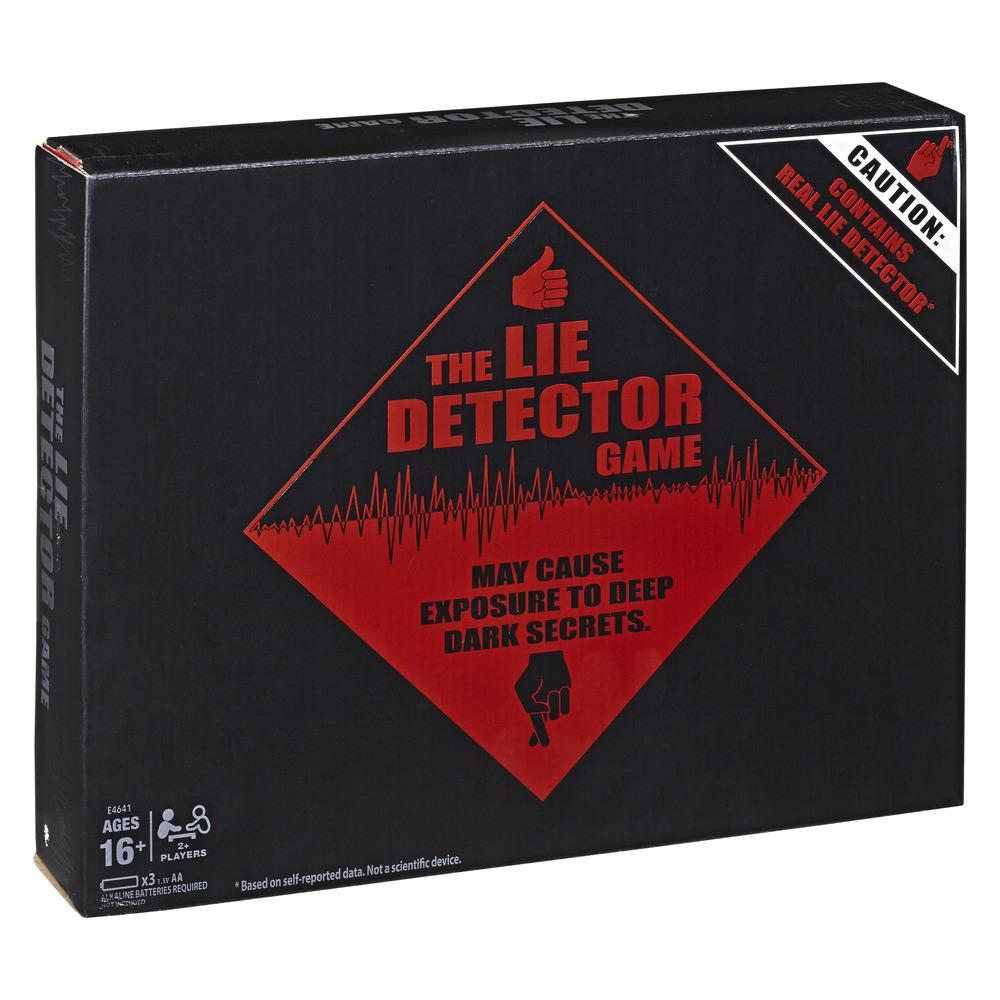 THE LIE
DETECTOR GAME
CAUTION:
CONTAINS
REAL LIE DETECTOR*
THE LIE
DETECTOR
GAME
MAY CAUSE
EXPOSURE TO DEEP
DARK SECRETS.
THE LIE
DETECTOR GAME
E4641
AGES
16+
2+
PLAYERS
x3 1.5V AA
ALKALINE BATTERIES REQUIRED
NOT INCLUDED
* Based on self-reported data. Not a scientific device.